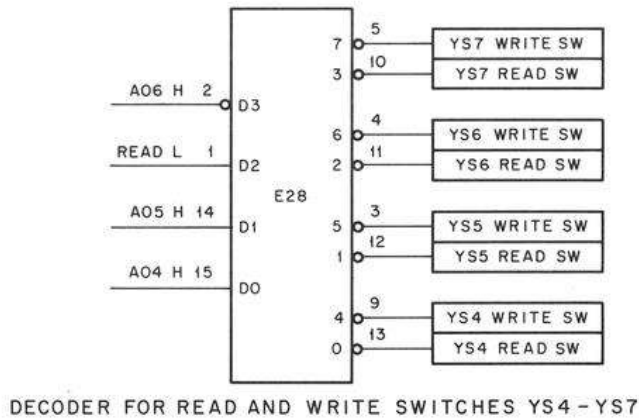 7 5 YS7 WRITE SW
3 10 YS7 READ SW
A06 H 2 D3
6 4 YS6 WRITE SW
READ L 1 D2 2 11 YS6 READ SW
E28
A05 H 14 D1 5 3 YS5 WRITE SW
1 12 YS5 READ SW
A04 H 15 D0
4 9 YS4 WRITE SW
0 13 YS4 READ SW
DECODER FOR READ AND WRITE SWITCHES YS4 - YS7